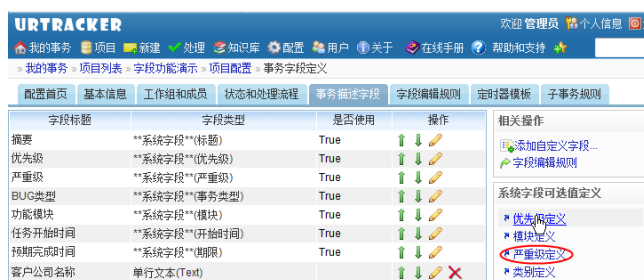 URTRACKER
欢迎 管理员 个人信息
我的事务 项目 新建 处理 知识库 配置 用户 关于 在线手册 帮助和支持
»我的事务»项目列表»字段功能演示»项目配置»事务字段定义
配置首页 基本信息 工作组和成员 状态和处理流程 事务描述字段 字段编辑规则 定时器模板 子事务规则
字段标题 字段类型 是否使用 操作
摘要 **系统字段**(标题) True
优先级 **系统字段**(优先级) True
严重级 **系统字段**(严重级) True
BUG类型 **系统字段**(事务类型) True
功能模块 **系统字段**(模块) True
任务开始时间 **系统字段**(开始时间) True
预期完成时间 **系统字段**(期限) True
客户公司名称 单行文本(Text)
相关操作
添加自定义字段...
字段编辑规则
系统字段可选值定义
优先级定义
模块定义
严重级定义
类别定义